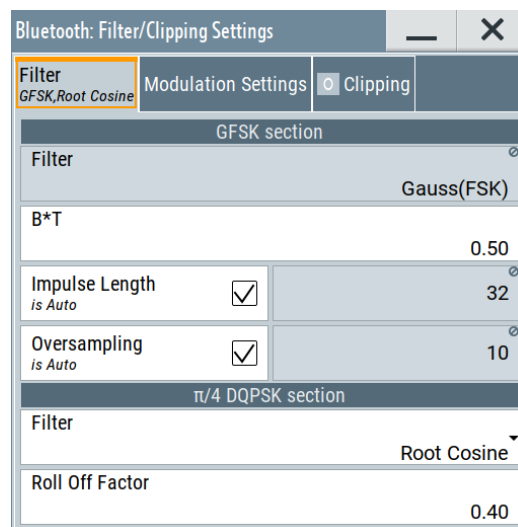 Bluetooth: Filter/Clipping Settings
Filter
GFSK,Root Cosine
Modulation Settings
O Clipping
GFSK section
Filter
Gauss(FSK)
B*T
0.50
Impulse Length
is Auto
32
Oversampling
is Auto
10
π/4 DQPSK section
Filter
Root Cosine
Roll Off Factor
0.40